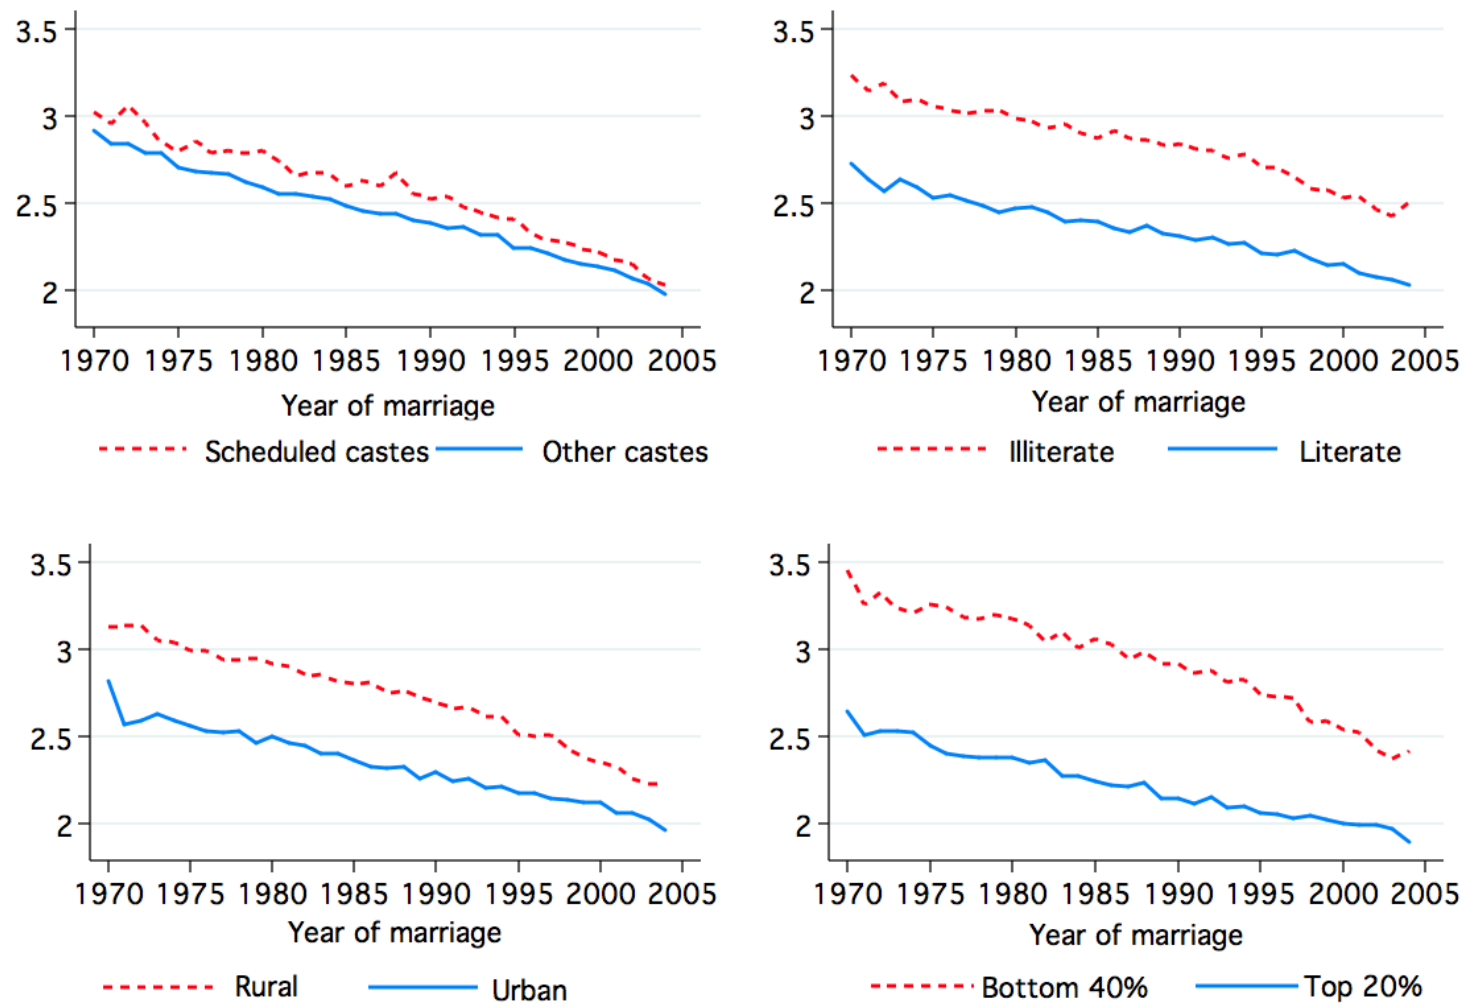 3.5
3
2.5
2
1970 1975 1980 1985 1990 1995 2000 2005
Year of marriage
Scheduled castes Other castes
3.5
3
2.5
2
1970 1975 1980 1985 1990 1995 2000 2005
Year of marriage
Illiterate Literate
3.5
3
2.5
2
1970 1975 1980 1985 1990 1995 2000 2005
Year of marriage
Rural Urban
3.5
3
2.5
2
1970 1975 1980 1985 1990 1995 2000 2005
Year of marriage
Bottom 40% Top 20%